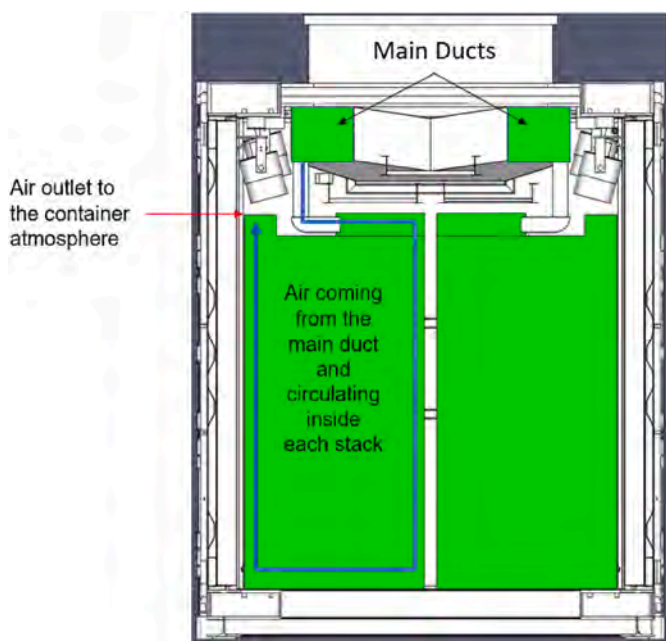 Main Ducts
Air outlet to
the container
atmosphere
Air coming
from the
main duct
and
circulating
inside
each stack